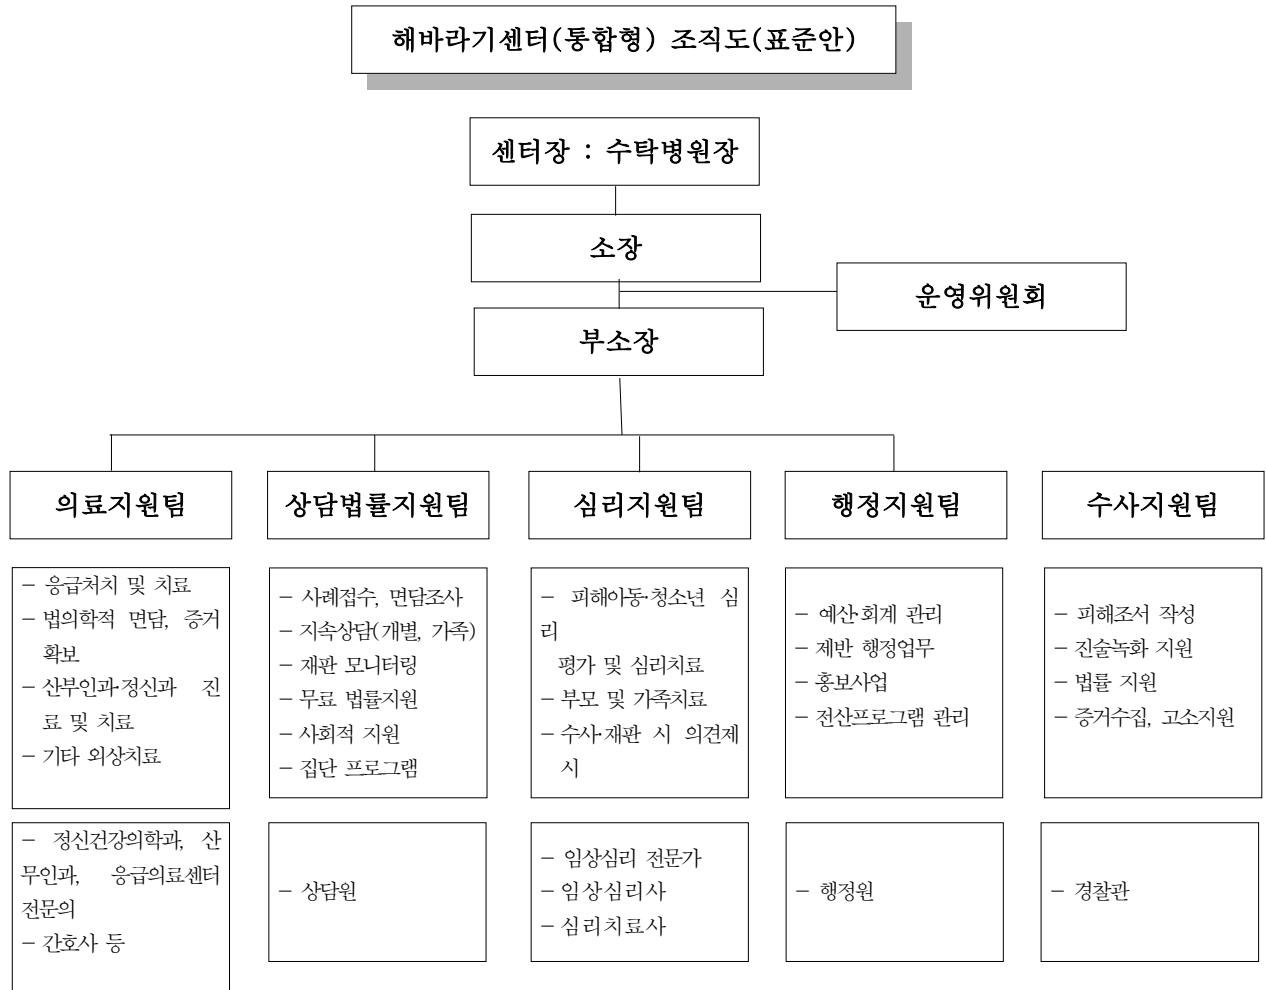 해바라기센터(통합형) 조직도(표준안)
센터장 : 수탁병원장
소장
운영위원회
부소장
의료지원팀
상담법률지원팀
심리지원팀
행정지원팀
수사지원팀
- 응급처치 및 치료
- 법의학적 면담, 증거
확보
- 산부인과·정신과 진
료 및 치료
- 기타 외상치료
- 사례접수, 면담조사
- 지속상담(개별, 가족)
- 재판 모니터링
- 무료 법률지원
- 사회적 지원
- 집단 프로그램
- 피해아동·청소년 심
리
평가 및 심리치료
- 부모 및 가족치료
- 수사·재판 시 의견제
시
- 예산·회계 관리
- 제반 행정업무
- 홍보사업
- 전산프로그램 관리
- 피해조서 작성
- 진술녹화 지원
- 법률 지원
- 증거수집, 고소지원
- 정신건강의학과, 산
무인과, 응급의료센터
전문의
- 간호사 등
- 상담원
- 임상심리 전문가
- 임상심리사
- 심리치료사
- 행정원
- 경찰관